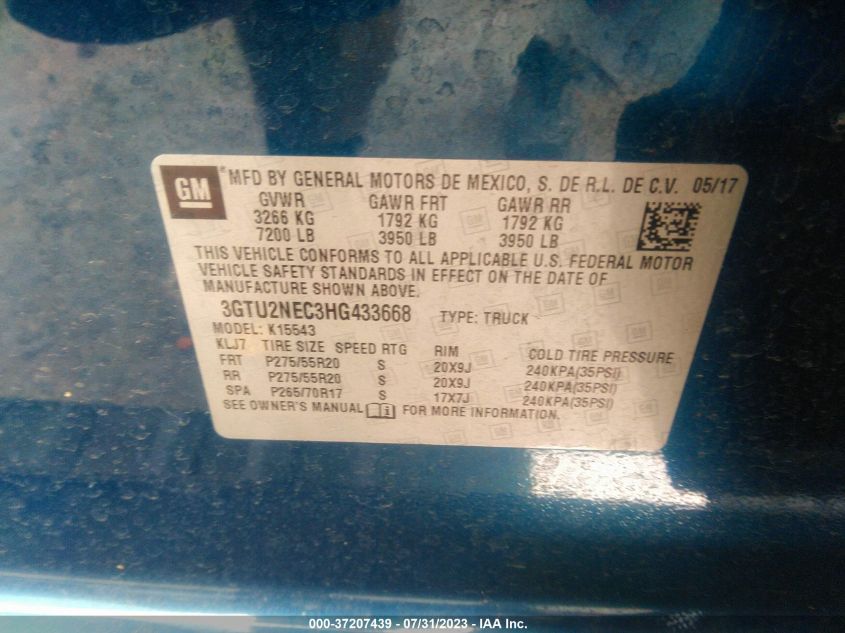 GM MFD BY GENERAL MOTORS DE MEXICO, S. DE R.L. DE C.V. 05/17
GVWR GAWR FRT GAWR RR
3266 KG 1792 KG 1792 KG
7200 LB 3950 LB 3950 LB
THIS VEHICLE CONFORMS TO ALL APPLICABLE U.S. FEDERAL MOTOR
VEHICLE SAFETY STANDARDS IN EFFECT ON THE DATE OF
MANUFACTURE SHOWN ABOVE.
3GTU2NEC3HG433668 TYPE: TRUCK
MODEL: K15543
KLJ7 TIRE SIZE SPEED RTG RIM COLD TIRE PRESSURE
FRT P275/55R20 S 20X9J 240KPA(35PSI)
RR P275/55R20 S 20X9J 240KPA(35PSI)
SPA P265/70R17 S 17X7J 240KPA(35PSI)
SEE OWNER'S MANUAL FOR MORE INFORMATION.
000-37207439 - 07/31/2023 - IAA Inc.